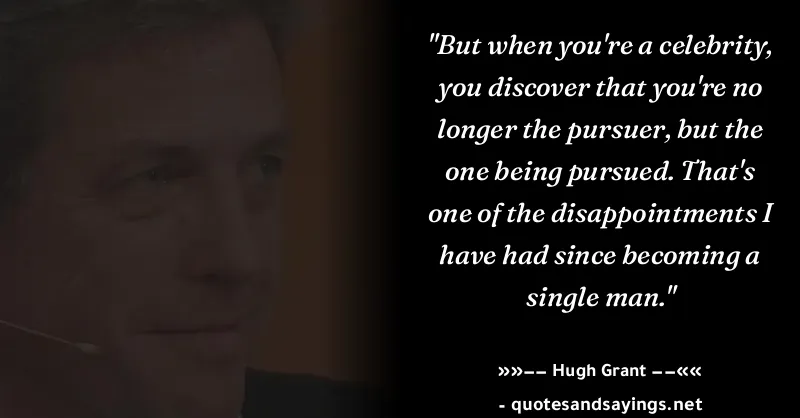 "But when you're a celebrity,
you discover that you're no
longer the pursuer, but the
one being pursued. That's
one of the disappointments I
have had since becoming a
single man."
»»−− Hugh Grant −−««
- quotesandsayings.net